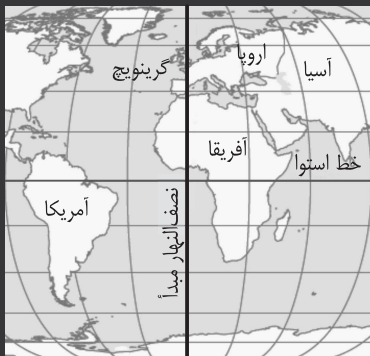 اروپا
گرینویچ
آسیا
آفریقا
خط استوا
آمریکا
نصف‌النهار مبدأ